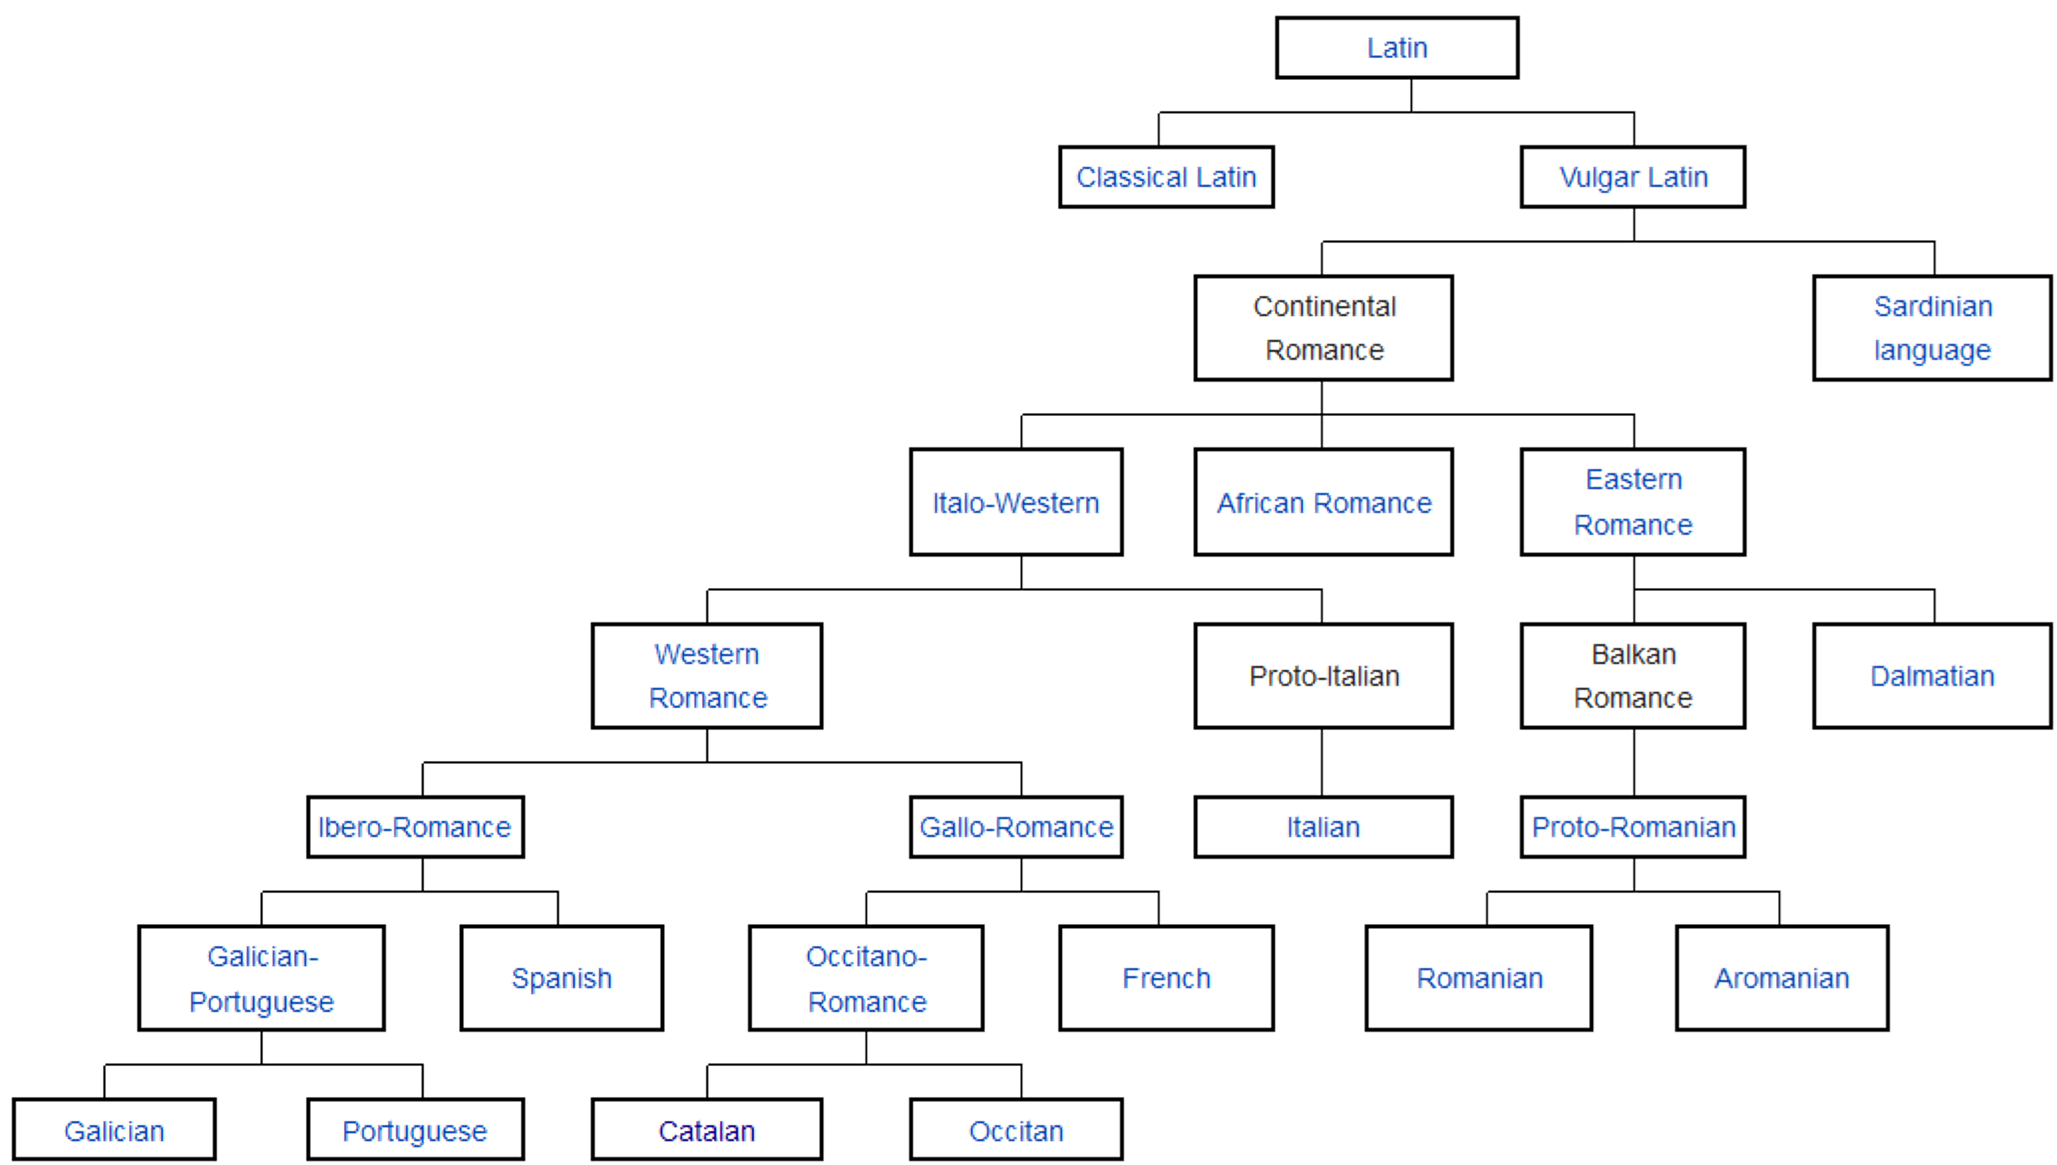 Latin
Classical Latin
Vulgar Latin
Continental
Romance
Sardinian
language
Italo-Western
African Romance
Eastern
Romance
Western
Romance
Proto-Italian
Balkan
Romance
Dalmatian
Ibero-Romance
Gallo-Romance
Italian
Proto-Romanian
Galician-
Portuguese
Spanish
Occitano-
Romance
French
Romanian
Aromanian
Galician
Portuguese
Catalan
Occitan